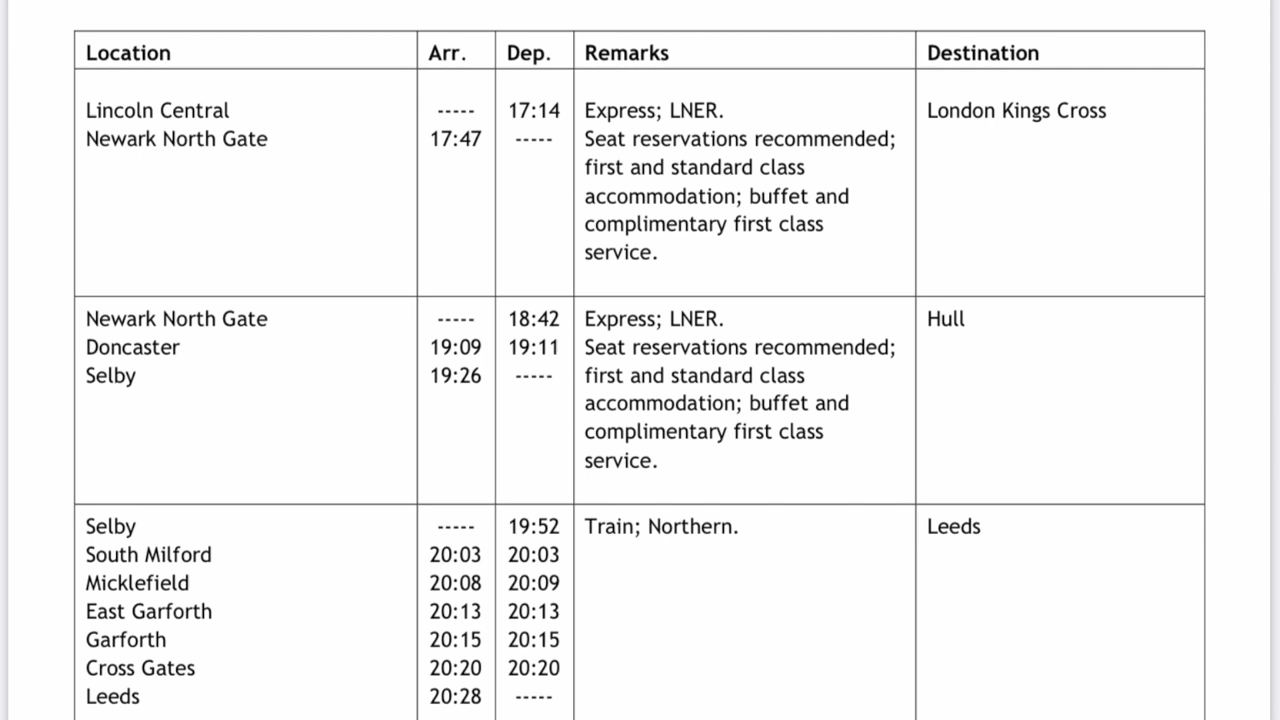 Location Arr. Dep. Remarks Destination
Lincoln Central ----- 17:14 Express; LNER. London Kings Cross
Newark North Gate 17:47 ----- Seat reservations recommended;
first and standard class
accommodation; buffet and
complimentary first class
service.
Newark North Gate ----- 18:42 Express; LNER. Hull
Doncaster 19:09 19:11 Seat reservations recommended;
Selby 19:26 ----- first and standard class
accommodation; buffet and
complimentary first class
service.
Selby ----- 19:52 Train; Northern. Leeds
South Milford 20:03 20:03
Micklefield 20:08 20:09
East Garforth 20:13 20:13
Garforth 20:15 20:15
Cross Gates 20:20 20:20
Leeds 20:28 -----